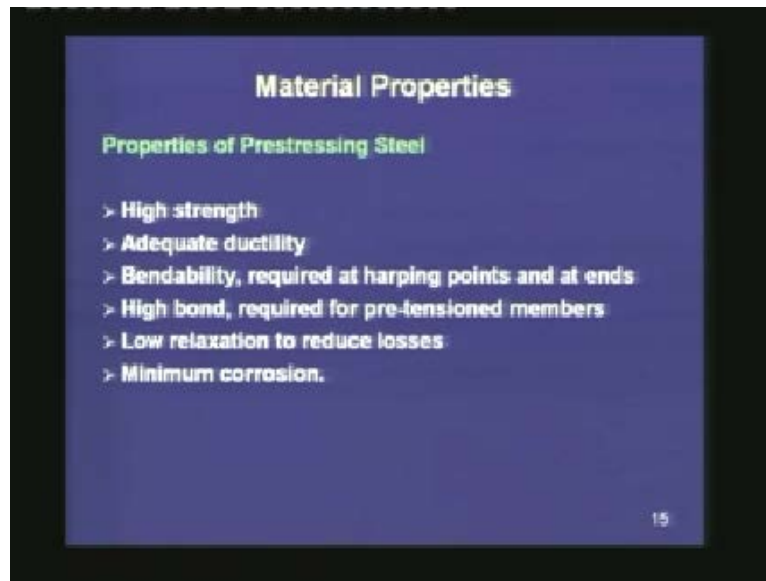 Material Properties
Properties of Prestressing Steel
> High strength
> Adequate ductility
> Bendability, required at harping points and at ends
> High bond, required for pre-tensioned members
> Low relaxation to reduce losses
> Minimum corrosion.
15